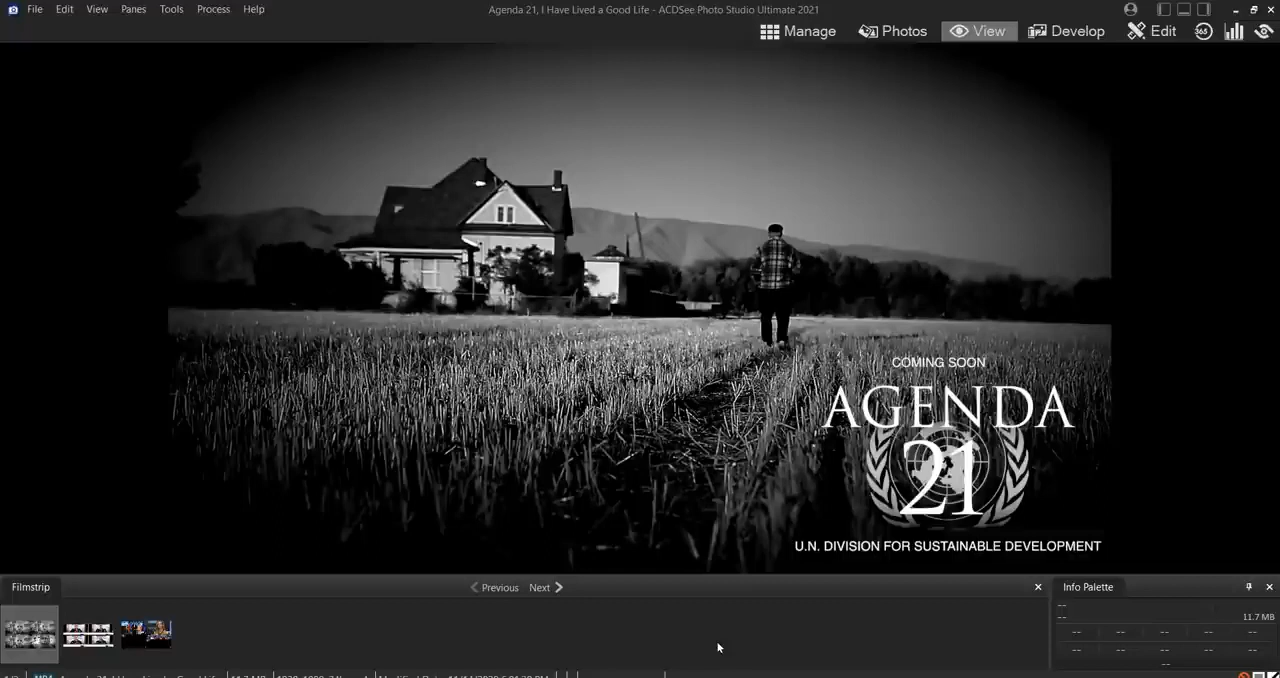 File Edit View Panes Tools Process Help
Agenda 21, I Have Lived a Good Life - ACDSee Photo Studio Ultimate 2021
Manage Photos View Develop Edit 365
COMING SOON
AGENDA
21
U.N. DIVISION FOR SUSTAINABLE DEVELOPMENT
Filmstrip Previous Next Info Palette
--
-- 11.7 MB
-- -- -- -- --
-- -- -- -- --
--